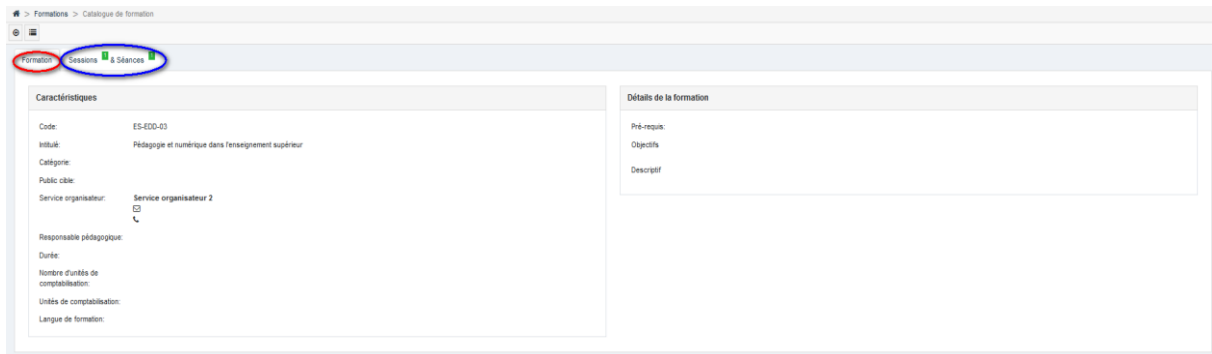 > Formations > Catalogue de formation
Formation Sessions 1 & Séances 1
Caractéristiques
Code: ES-EDD-03
Intitulé: Pédagogie et numérique dans l'enseignement supérieur
Catégorie:
Public cible:
Service organisateur: Service organisateur 2
Responsable pédagogique:
Durée:
Nombre d'unités de
comptabilisation:
Unités de comptabilisation:
Langue de formation:
Détails de la formation
Pré-requis:
Objectifs
Descriptif